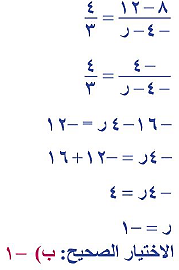 ٨-١٢ / -٤-ر = ٤ / ٣
-٤ / -٤-ر = ٤ / ٣
-١٦-٤ر = -١٢
-٤ر = -١٢+١٦
-٤ر = ٤
ر = -١
الاختيار الصحيح: ب) -١